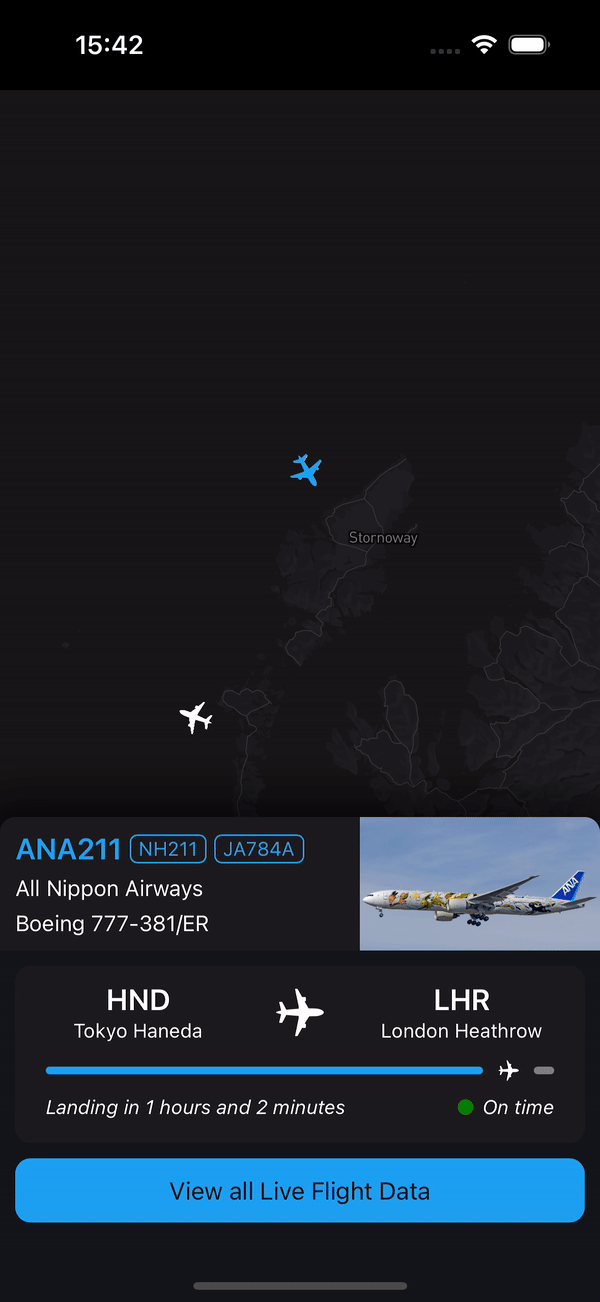 15:42
Stornoway
ANA211 NH211 JA784A
All Nippon Airways
Boeing 777-381/ER
ANA
HND LHR
Tokyo Haneda London Heathrow
Landing in 1 hours and 2 minutes On time
View all Live Flight Data